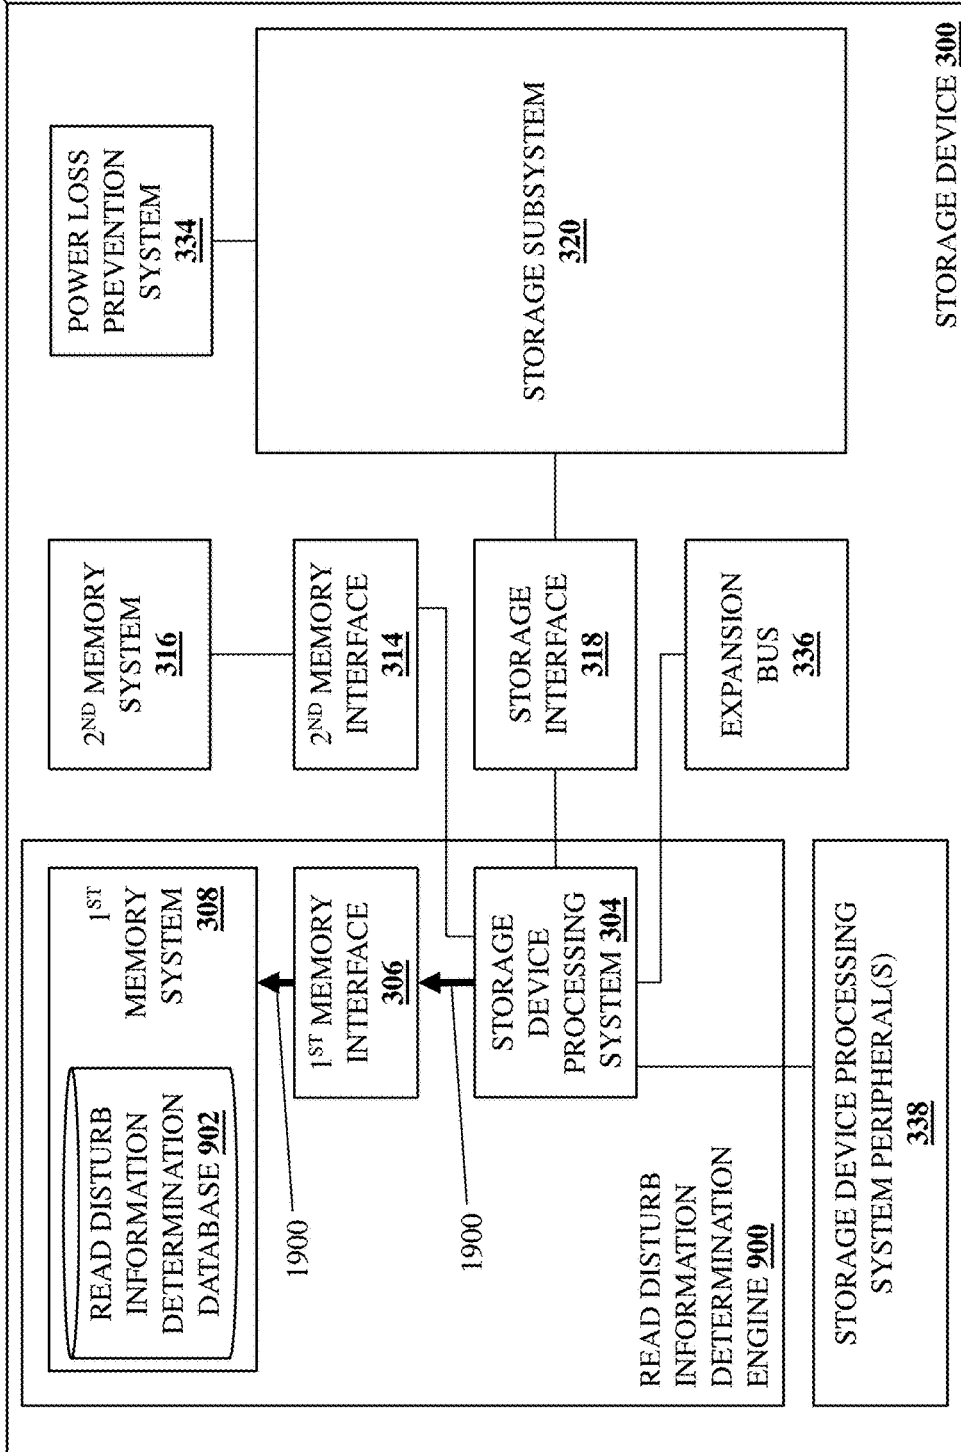 READ DISTURB
INFORMATION
DETERMINATION
DATABASE 902
1ST
MEMORY
SYSTEM
308
2ND MEMORY
SYSTEM
316
POWER LOSS
PREVENTION
SYSTEM
334
1900
1ST MEMORY
INTERFACE
306
2ND MEMORY
INTERFACE
314
1900
STORAGE
DEVICE
PROCESSING
SYSTEM 304
STORAGE
INTERFACE
318
STORAGE SUBSYSTEM
320
READ DISTURB
INFORMATION
DETERMINATION
ENGINE 900
EXPANSION
BUS
336
STORAGE DEVICE PROCESSING
SYSTEM PERIPHERAL(S)
338
STORAGE DEVICE 300